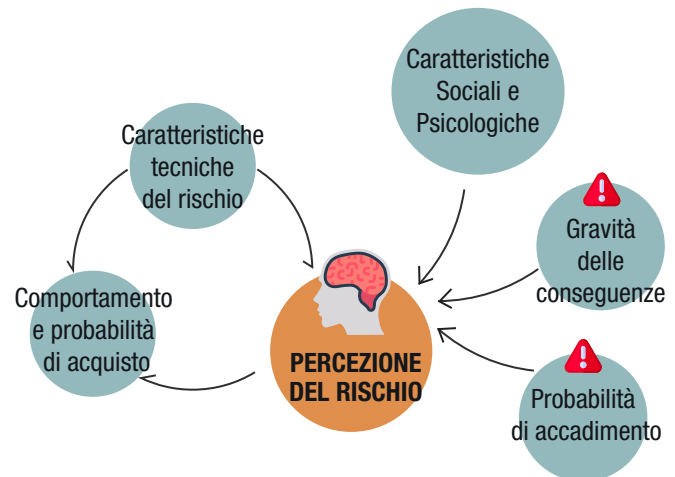 Caratteristiche
Sociali e
Psicologiche
Caratteristiche
tecniche
del rischio
Gravità
delle
conseguenze
Comportamento
e probabilità
di acquisto
PERCEZIONE
DEL RISCHIO
Probabilità
di accadimento